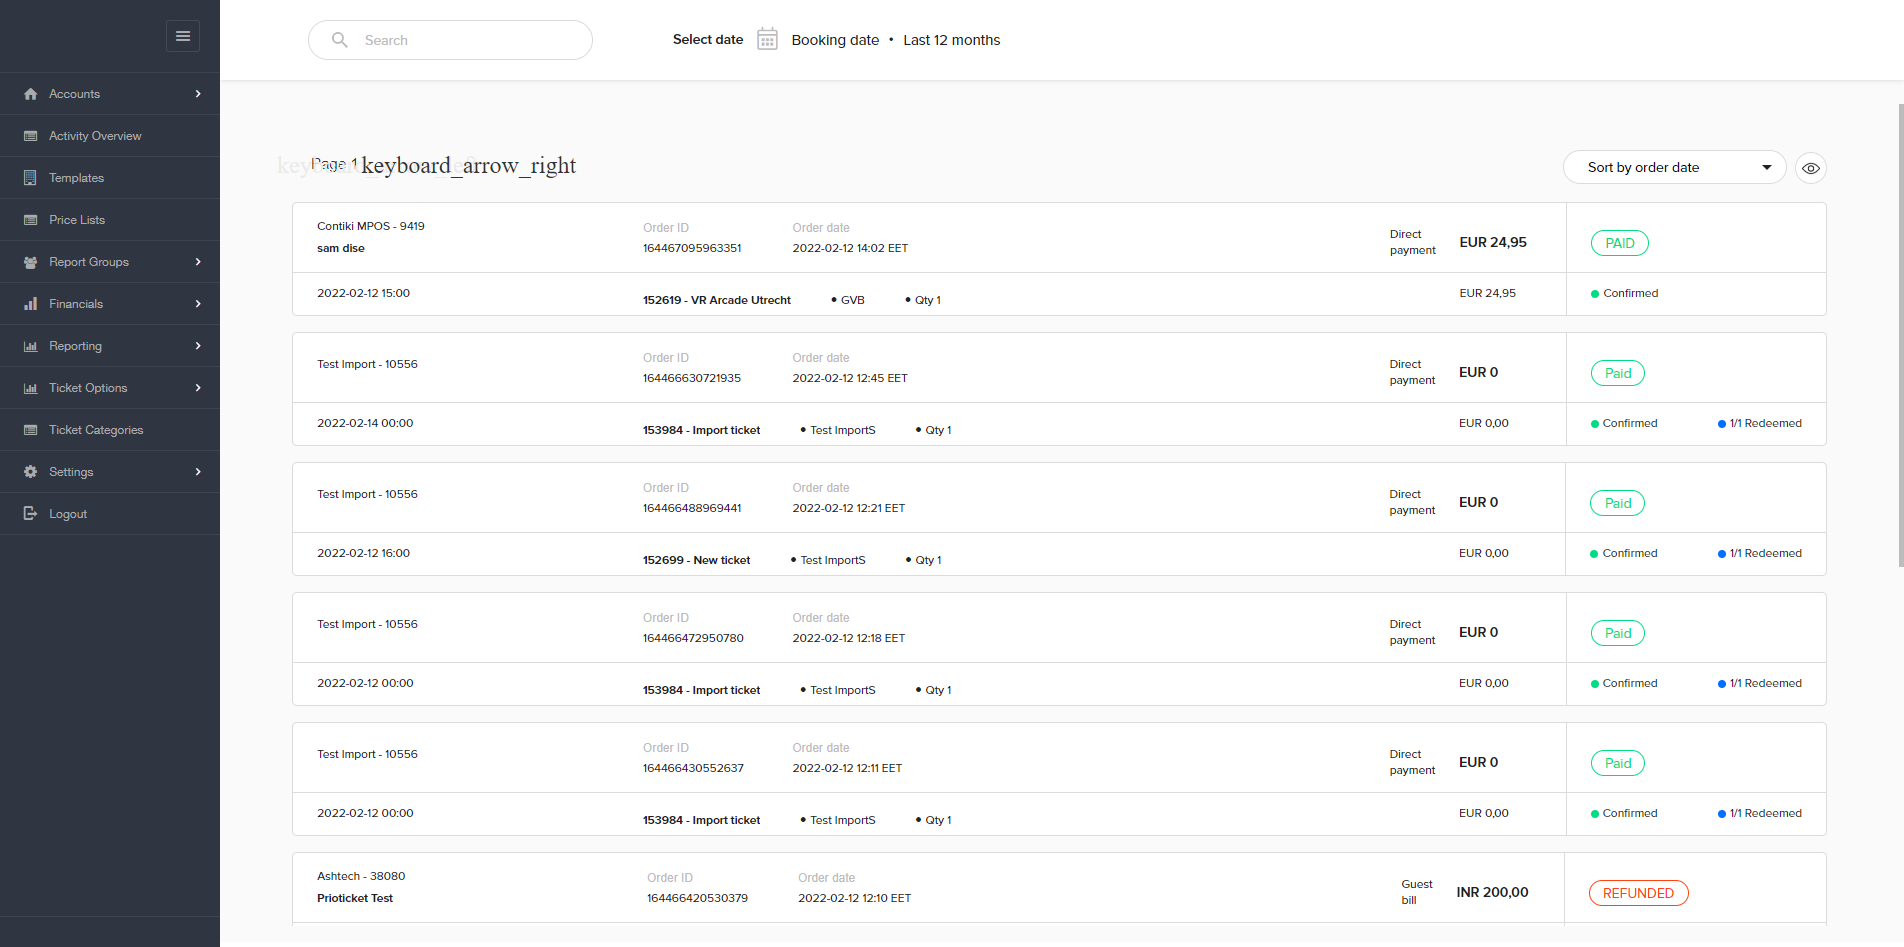 Search
Select date Booking date • Last 12 months
Accounts
Activity Overview
Templates
Price Lists
Report Groups
Financials
Reporting
Ticket Options
Ticket Categories
Settings
Logout
Page 1 keyboard_arrow_right
Sort by order date
Contiki MPOS - 9419
sam dise
Order ID
164467095963351
Order date
2022-02-12 14:02 EET
Direct
payment
EUR 24,95
PAID
2022-02-12 15:00
152619 - VR Arcade Utrecht • GVB • Qty 1
EUR 24,95
Confirmed
Test Import - 10556
Order ID
164466630721935
Order date
2022-02-12 12:45 EET
Direct
payment
EUR 0
Paid
2022-02-14 00:00
153984 - Import ticket • Test ImportS • Qty 1
EUR 0,00
Confirmed
1/1 Redeemed
Test Import - 10556
Order ID
164466488969441
Order date
2022-02-12 12:21 EET
Direct
payment
EUR 0
Paid
2022-02-12 16:00
152699 - New ticket • Test ImportS • Qty 1
EUR 0,00
Confirmed
1/1 Redeemed
Test Import - 10556
Order ID
164466472950780
Order date
2022-02-12 12:18 EET
Direct
payment
EUR 0
Paid
2022-02-12 00:00
153984 - Import ticket • Test ImportS • Qty 1
EUR 0,00
Confirmed
1/1 Redeemed
Test Import - 10556
Order ID
164466430552637
Order date
2022-02-12 12:11 EET
Direct
payment
EUR 0
Paid
2022-02-12 00:00
153984 - Import ticket • Test ImportS • Qty 1
EUR 0,00
Confirmed
1/1 Redeemed
Ashtech - 38080
Prioticket Test
Order ID
164466420530379
Order date
2022-02-12 12:10 EET
Guest
bill
INR 200,00
REFUNDED